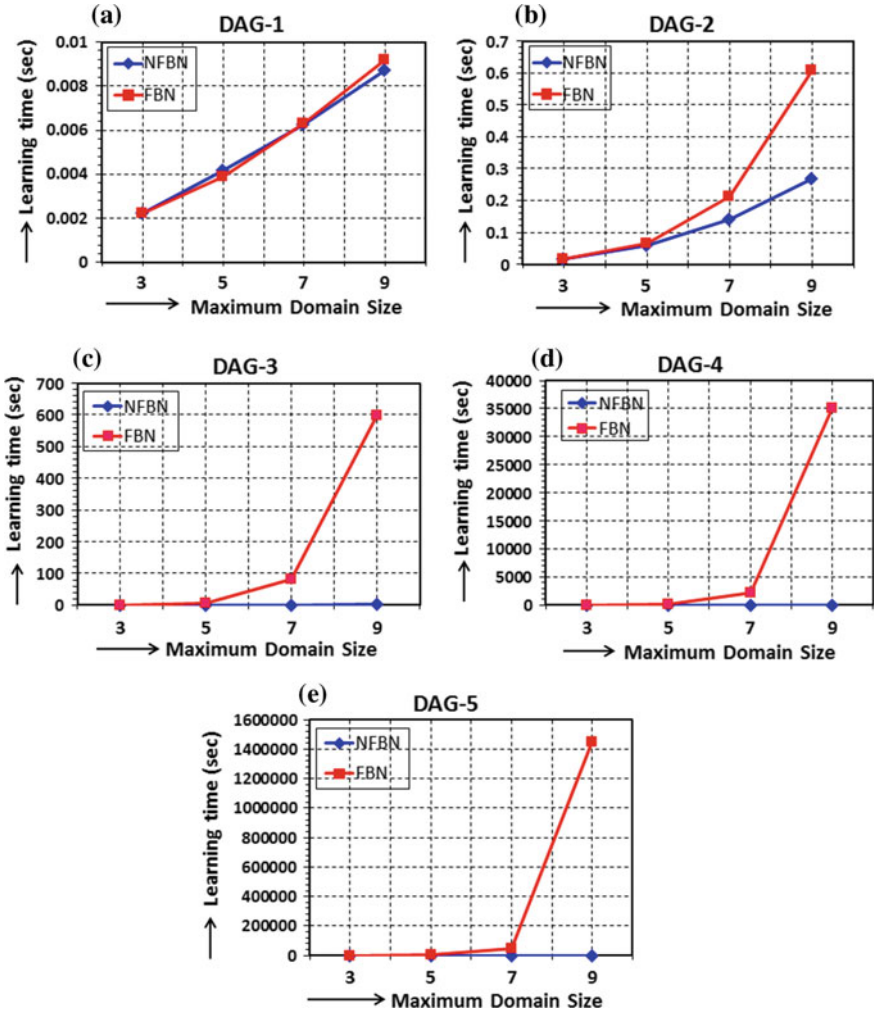 (a) DAG-1
Learning time (sec)
0.01
0.008
0.006
0.004
0.002
0
NFBN
FBN
3 5 7 9
Maximum Domain Size
(b) DAG-2
Learning time (sec)
0.7
0.6
0.5
0.4
0.3
0.2
0.1
0
NFBN
FBN
3 5 7 9
Maximum Domain Size
(c) DAG-3
Learning time (sec)
700
600
500
400
300
200
100
0
NFBN
FBN
3 5 7 9
Maximum Domain Size
(d) DAG-4
Learning time (sec)
40000
35000
30000
25000
20000
15000
10000
5000
0
NFBN
FBN
3 5 7 9
Maximum Domain Size
(e) DAG-5
Learning time (sec)
1600000
1400000
1200000
1000000
800000
600000
400000
200000
0
NFBN
FBN
3 5 7 9
Maximum Domain Size